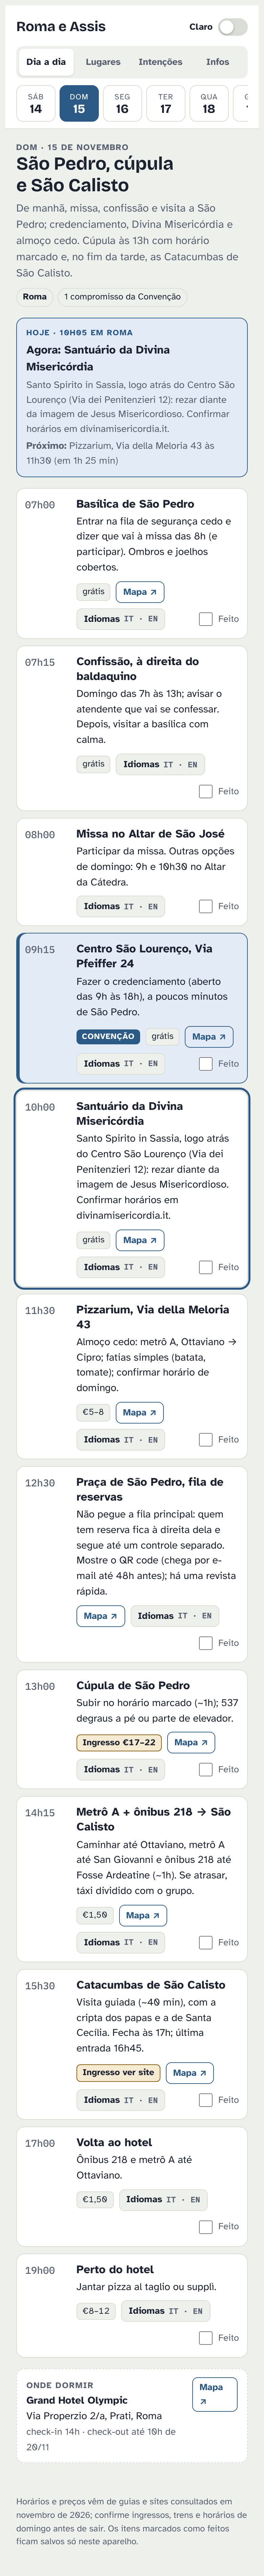 Roma e Assis
Claro
Dia a dia
Lugares
Intenções
Infos
SÁB
14
DOM
15
SEG
16
TER
17
QUA
18
DOM · 15 DE NOVEMBRO
São Pedro, cúpula
e São Calisto
De manhã, missa, confissão e visita a São
Pedro; credenciamento, Divina Misericórdia e
almoço cedo. Cúpula às 13h com horário
marcado e, no fim da tarde, as Catacumbas de
São Calisto.
Roma
1 compromisso da Convenção
HOJE · 10H05 EM ROMA
Agora: Santuário da Divina
Misericórdia
Santo Spirito in Sassia, logo atrás do Centro São
Lourenço (Via dei Penitenzieri 12): rezar diante
da imagem de Jesus Misericordioso. Confirmar
horários em divinamisericordia.it.
Próximo: Pizzarium, Via della Meloria 43 às
11h30 (em 1h 25 min)
07h00
Basílica de São Pedro
Entrar na fila de segurança cedo e
dizer que vai à missa das 8h (e
participar). Ombros e joelhos
cobertos.
grátis
Mapa ↗
Idiomas IT · EN
Feito
07h15
Confissão, à direita do
baldaquino
Domingo das 7h às 13h; avisar o
atendente que vai se confessar.
Depois, visitar a basílica com
calma.
grátis
Idiomas IT · EN
Feito
08h00
Missa no Altar de São José
Participar da missa. Outras opções
de domingo: 9h e 10h30 no Altar
da Cátedra.
Idiomas IT · EN
Feito
09h15
Centro São Lourenço, Via
Pfeiffer 24
Fazer o credenciamento (aberto
das 9h às 18h), a poucos minutos
de São Pedro.
CONVENÇÃO
grátis
Mapa ↗
Idiomas IT · EN
Feito
10h00
Santuário da Divina
Misericórdia
Santo Spirito in Sassia, logo atrás
do Centro São Lourenço (Via dei
Penitenzieri 12): rezar diante da
imagem de Jesus Misericordioso.
Confirmar horários em
divinamisericordia.it.
grátis
Mapa ↗
Idiomas IT · EN
Feito
11h30
Pizzarium, Via della Meloria
43
Almoço cedo: metrô A, Ottaviano →
Cipro; fatias simples (batata,
tomate); confirmar horário de
domingo.
€5–8
Mapa ↗
Idiomas IT · EN
Feito
12h30
Praça de São Pedro, fila de
reservas
Não pegue a fila principal: quem
tem reserva fica à direita dela e
segue até um controle separado.
Mostre o QR code (chega por e-
mail até 48h antes); há uma revista
rápida.
Mapa ↗
Idiomas IT · EN
Feito
13h00
Cúpula de São Pedro
Subir no horário marcado (~1h); 537
degraus a pé ou parte de elevador.
Ingresso €17–22
Mapa ↗
Idiomas IT · EN
Feito
14h15
Metrô A + ônibus 218 → São
Calisto
Caminhar até Ottaviano, metrô A
até San Giovanni e ônibus 218 até
Fosse Ardeatine (~1h). Se atrasar,
táxi dividido com o grupo.
€1,50
Mapa ↗
Idiomas IT · EN
Feito
15h30
Catacumbas de São Calisto
Visita guiada (~40 min), com a
cripta dos papas e a de Santa
Cecília. Fecha às 17h; última
entrada 16h45.
Ingresso ver site
Mapa ↗
Idiomas IT · EN
Feito
17h00
Volta ao hotel
Ônibus 218 e metrô A até
Ottaviano.
€1,50
Idiomas IT · EN
Feito
19h00
Perto do hotel
Jantar pizza al taglio ou supplì.
€8–12
Idiomas IT · EN
Feito
ONDE DORMIR
Grand Hotel Olympic
Via Properzio 2/a, Prati, Roma
check-in 14h · check-out até 10h de
20/11
Mapa
↗
Horários e preços vêm de guias e sites consultados em
novembro de 2026; confirme ingressos, trens e horários de
domingo antes de sair. Os itens marcados como feitos
ficam salvos só neste aparelho.